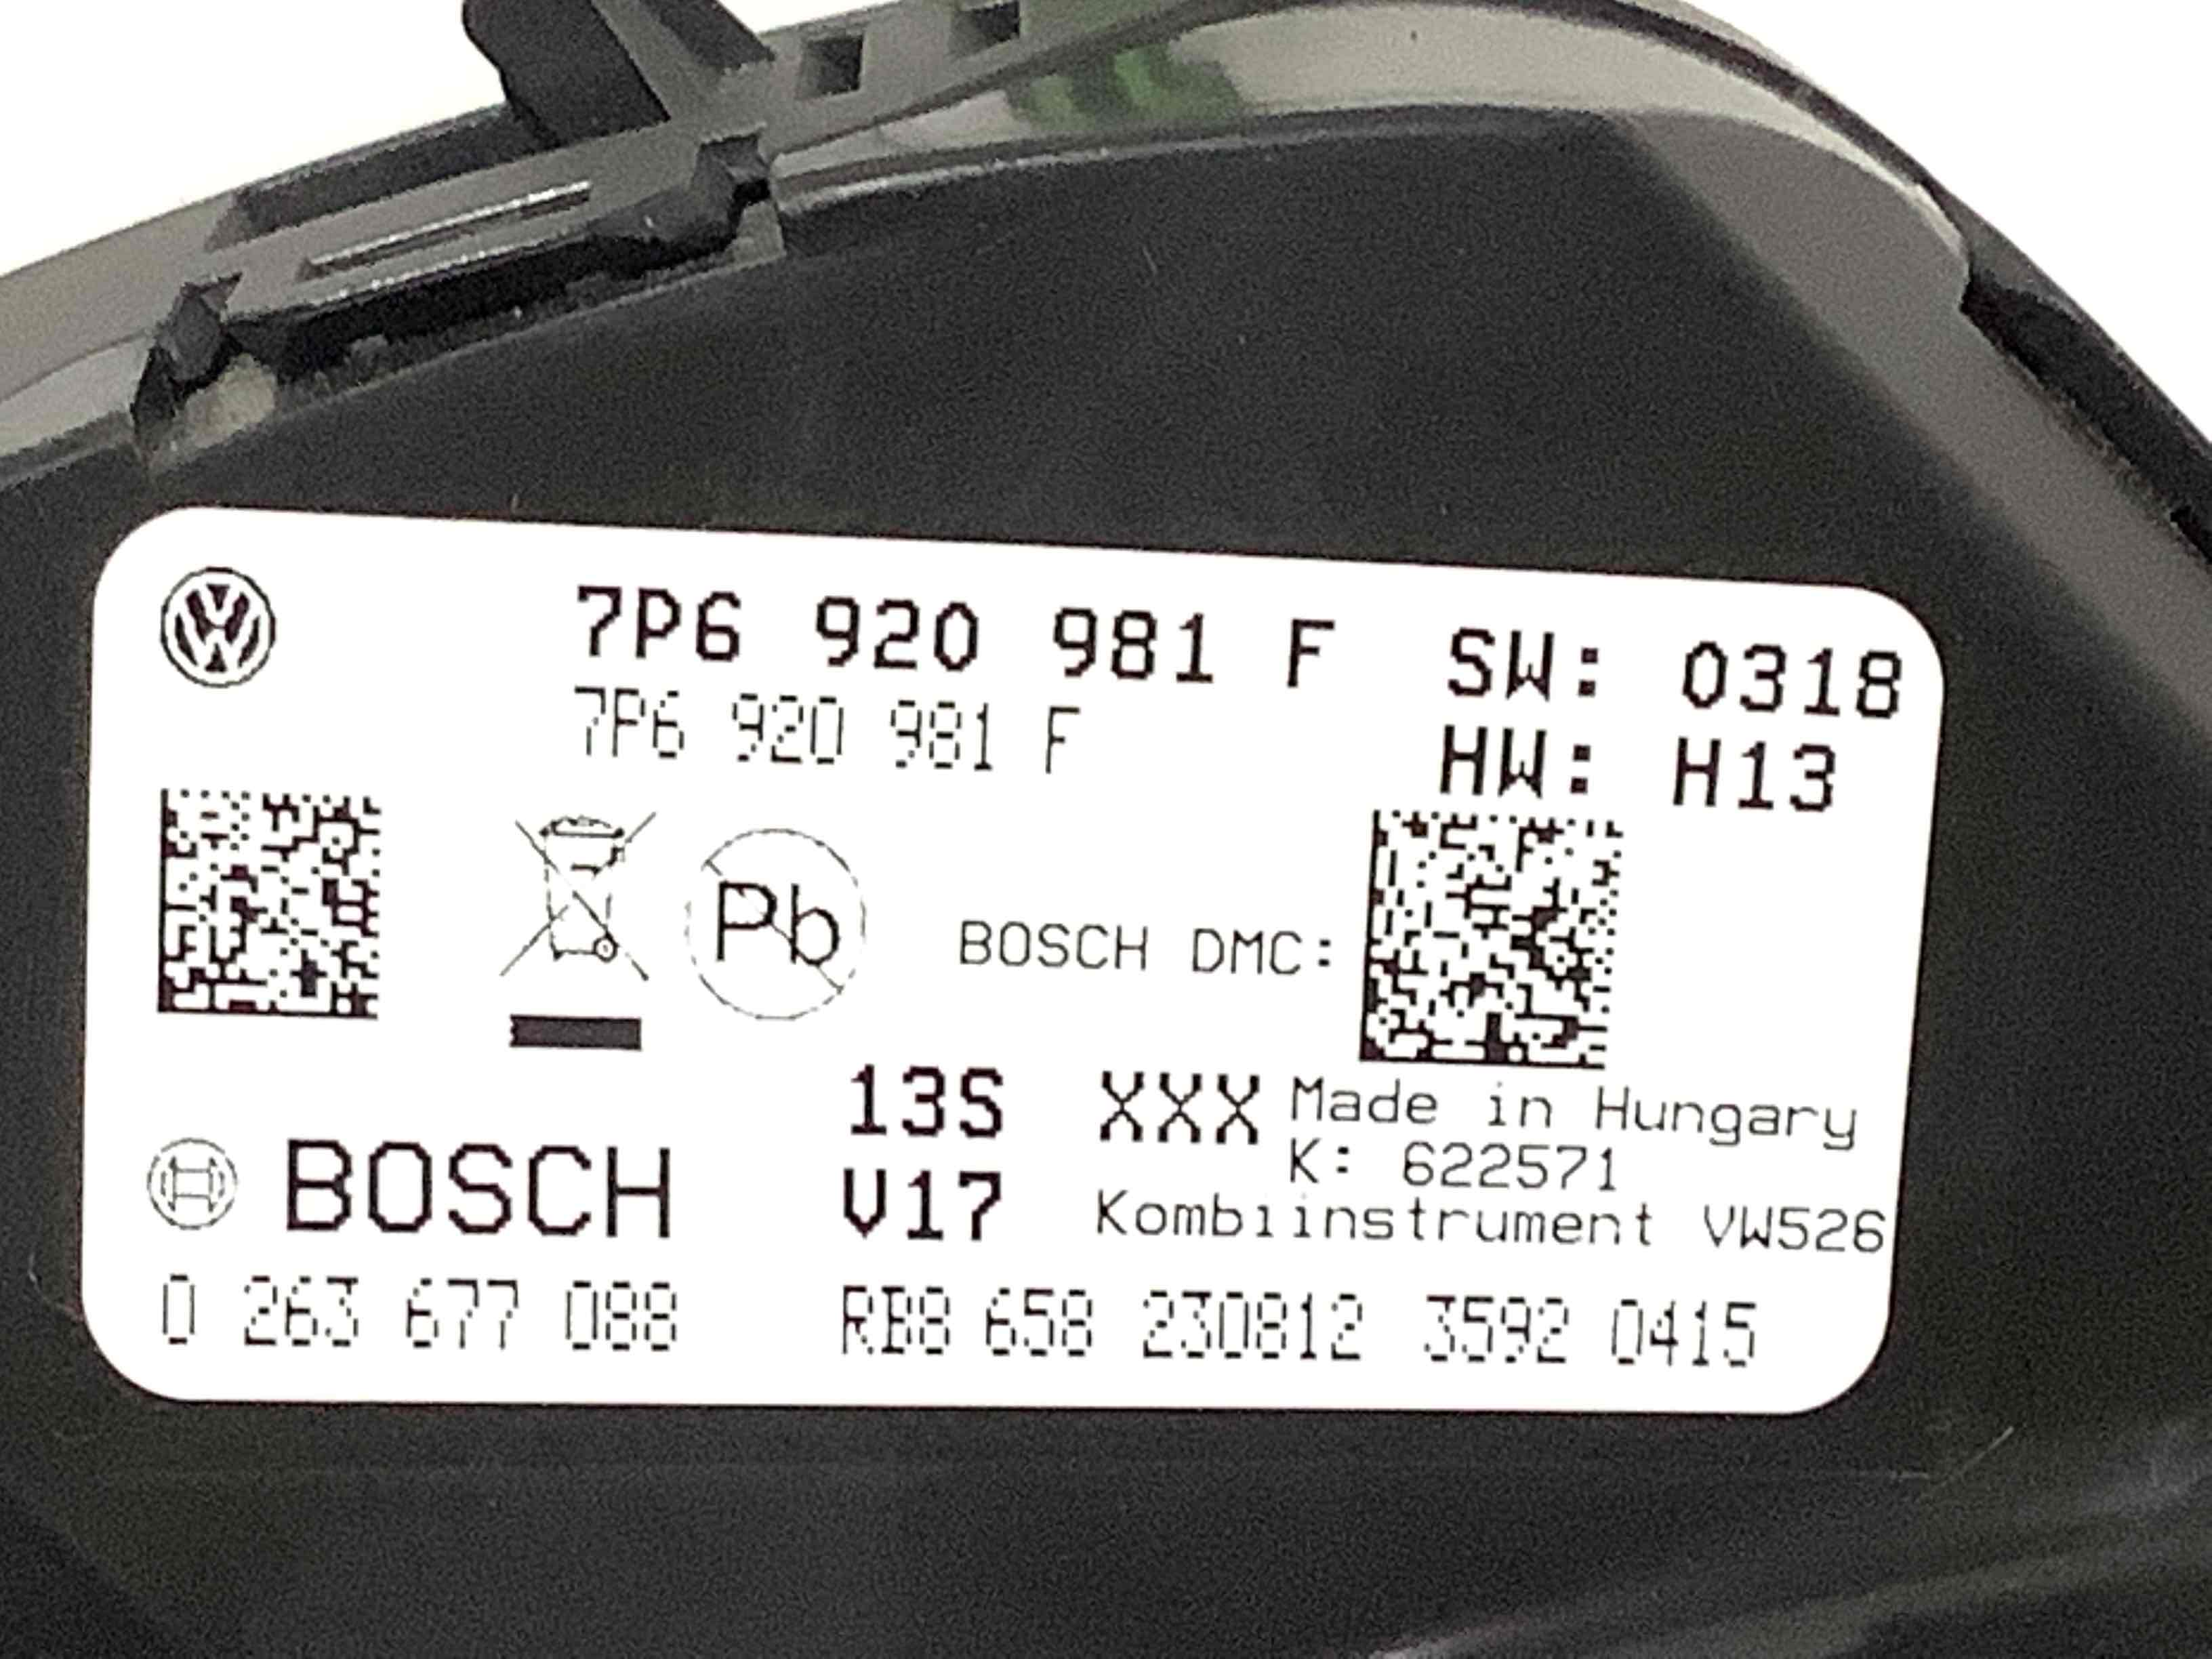 7P6 920 981 F SW: 0318
7P6 920 981 F HW: H13
Pb BOSCH DMC:
13S XXX Made in Hungary
K: 622571
BOSCH V17 Kombiinstrument VW526
0 263 677 088 RB8 658 230812 3592 0415